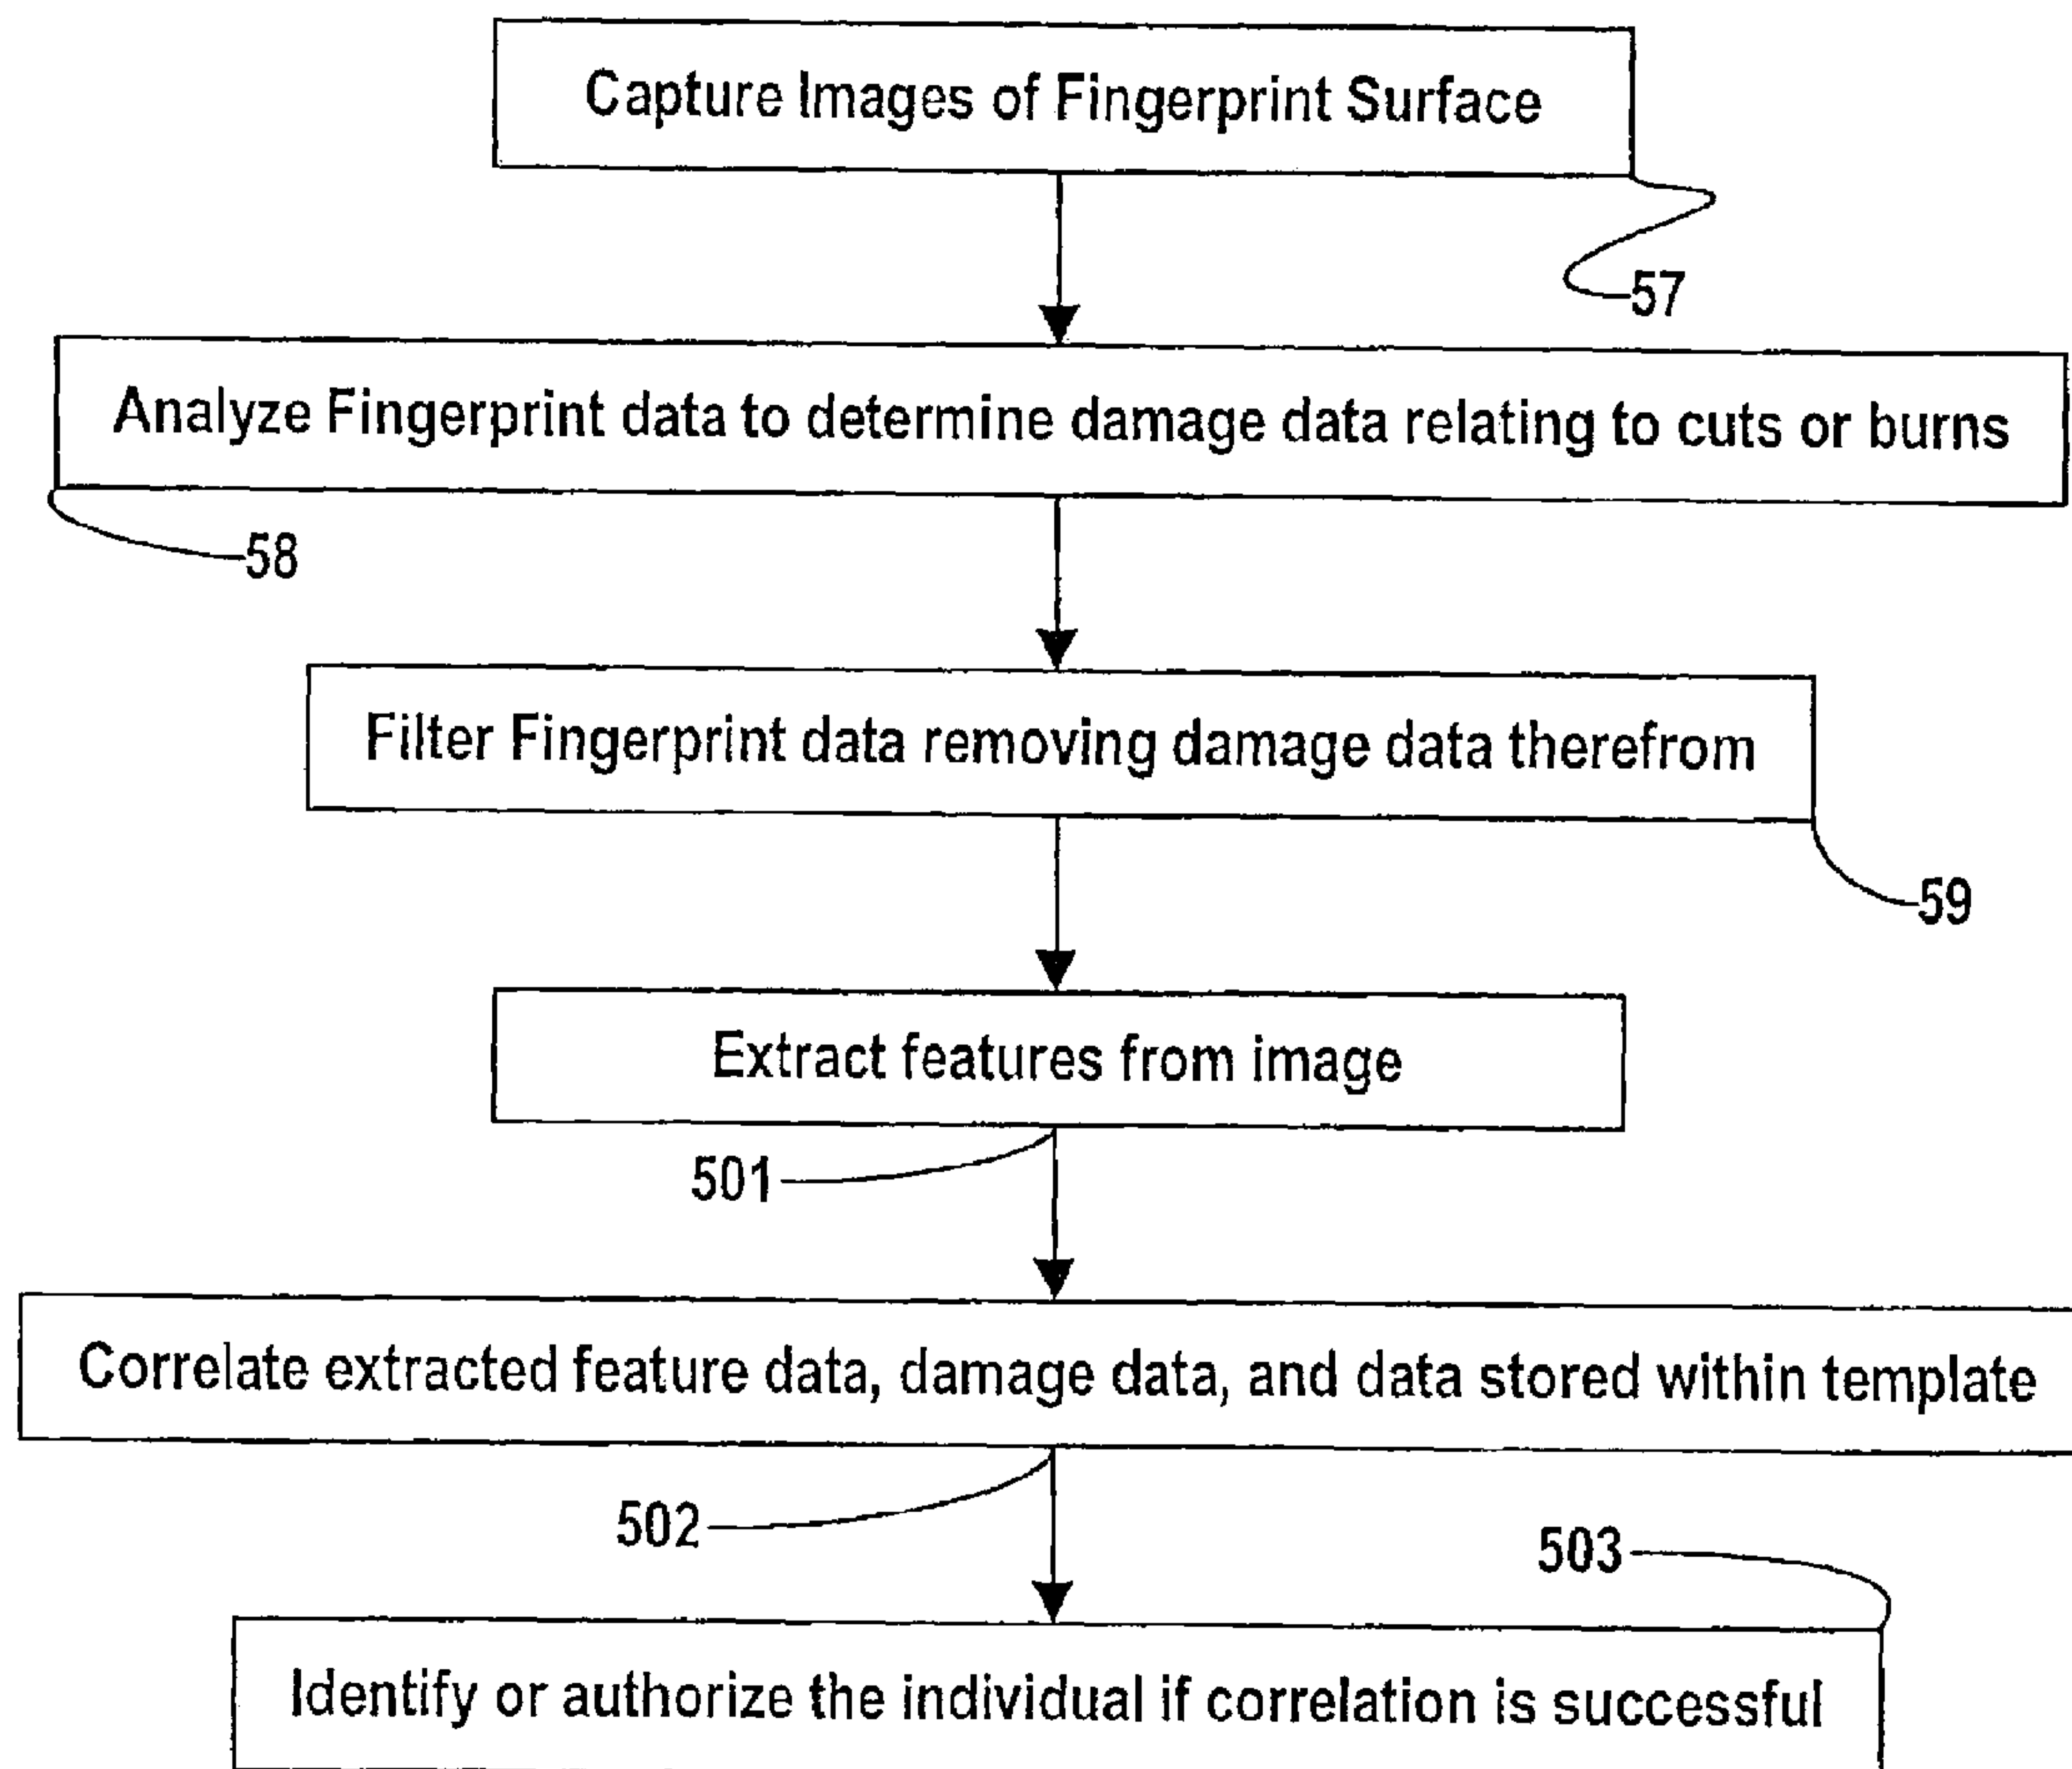 Capture Images of Fingerprint Surface
57
Analyze Fingerprint data to determine damage data relating to cuts or burns
58
Filter Fingerprint data removing damage data therefrom
59
Extract features from image
501
Correlate extracted feature data, damage data, and data stored within template
502
503
Identify or authorize the individual if correlation is successful